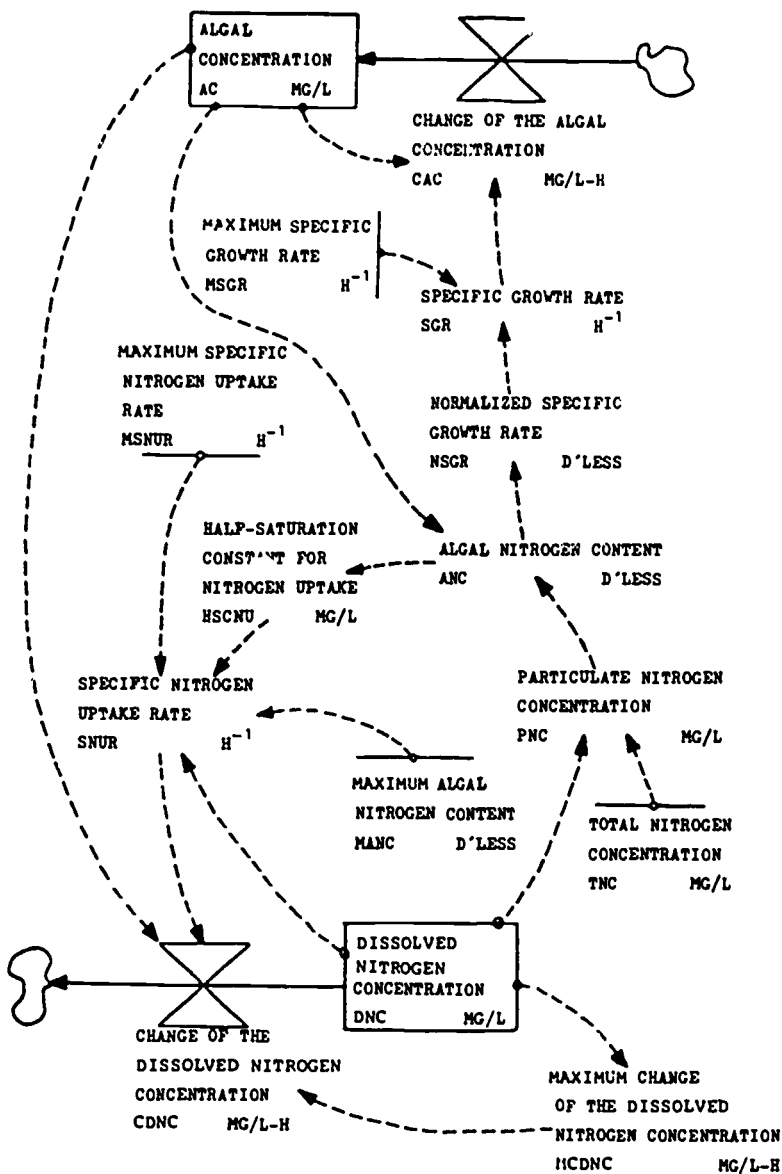 ALGAL
CONCENTRATION
AC MG/L
CHANGE OF THE ALGAL
CONCENTRATION
CAC MG/L-H
MAXIMUM SPECIFIC
GROWTH RATE
MSGR H⁻¹
SPECIFIC GROWTH RATE
SGR H⁻¹
MAXIMUM SPECIFIC
NITROGEN UPTAKE
RATE
MSNUR H⁻¹
NORMALIZED SPECIFIC
GROWTH RATE
NSGR D'LESS
HALF-SATURATION
CONSTANT FOR
NITROGEN UPTAKE
HSCNU MG/L
ALGAL NITROGEN CONTENT
ANC D'LESS
SPECIFIC NITROGEN
UPTAKE RATE
SNUR H⁻¹
PARTICULATE NITROGEN
CONCENTRATION
PNC MG/L
MAXIMUM ALGAL
NITROGEN CONTENT
MANC D'LESS
TOTAL NITROGEN
CONCENTRATION
TNC MG/L
DISSOLVED
NITROGEN
CONCENTRATION
DNC MG/L
CHANGE OF THE
DISSOLVED NITROGEN
CONCENTRATION
CDNC MG/L-H
MAXIMUM CHANGE
OF THE DISSOLVED
NITROGEN CONCENTRATION
MCDNC MG/L-H